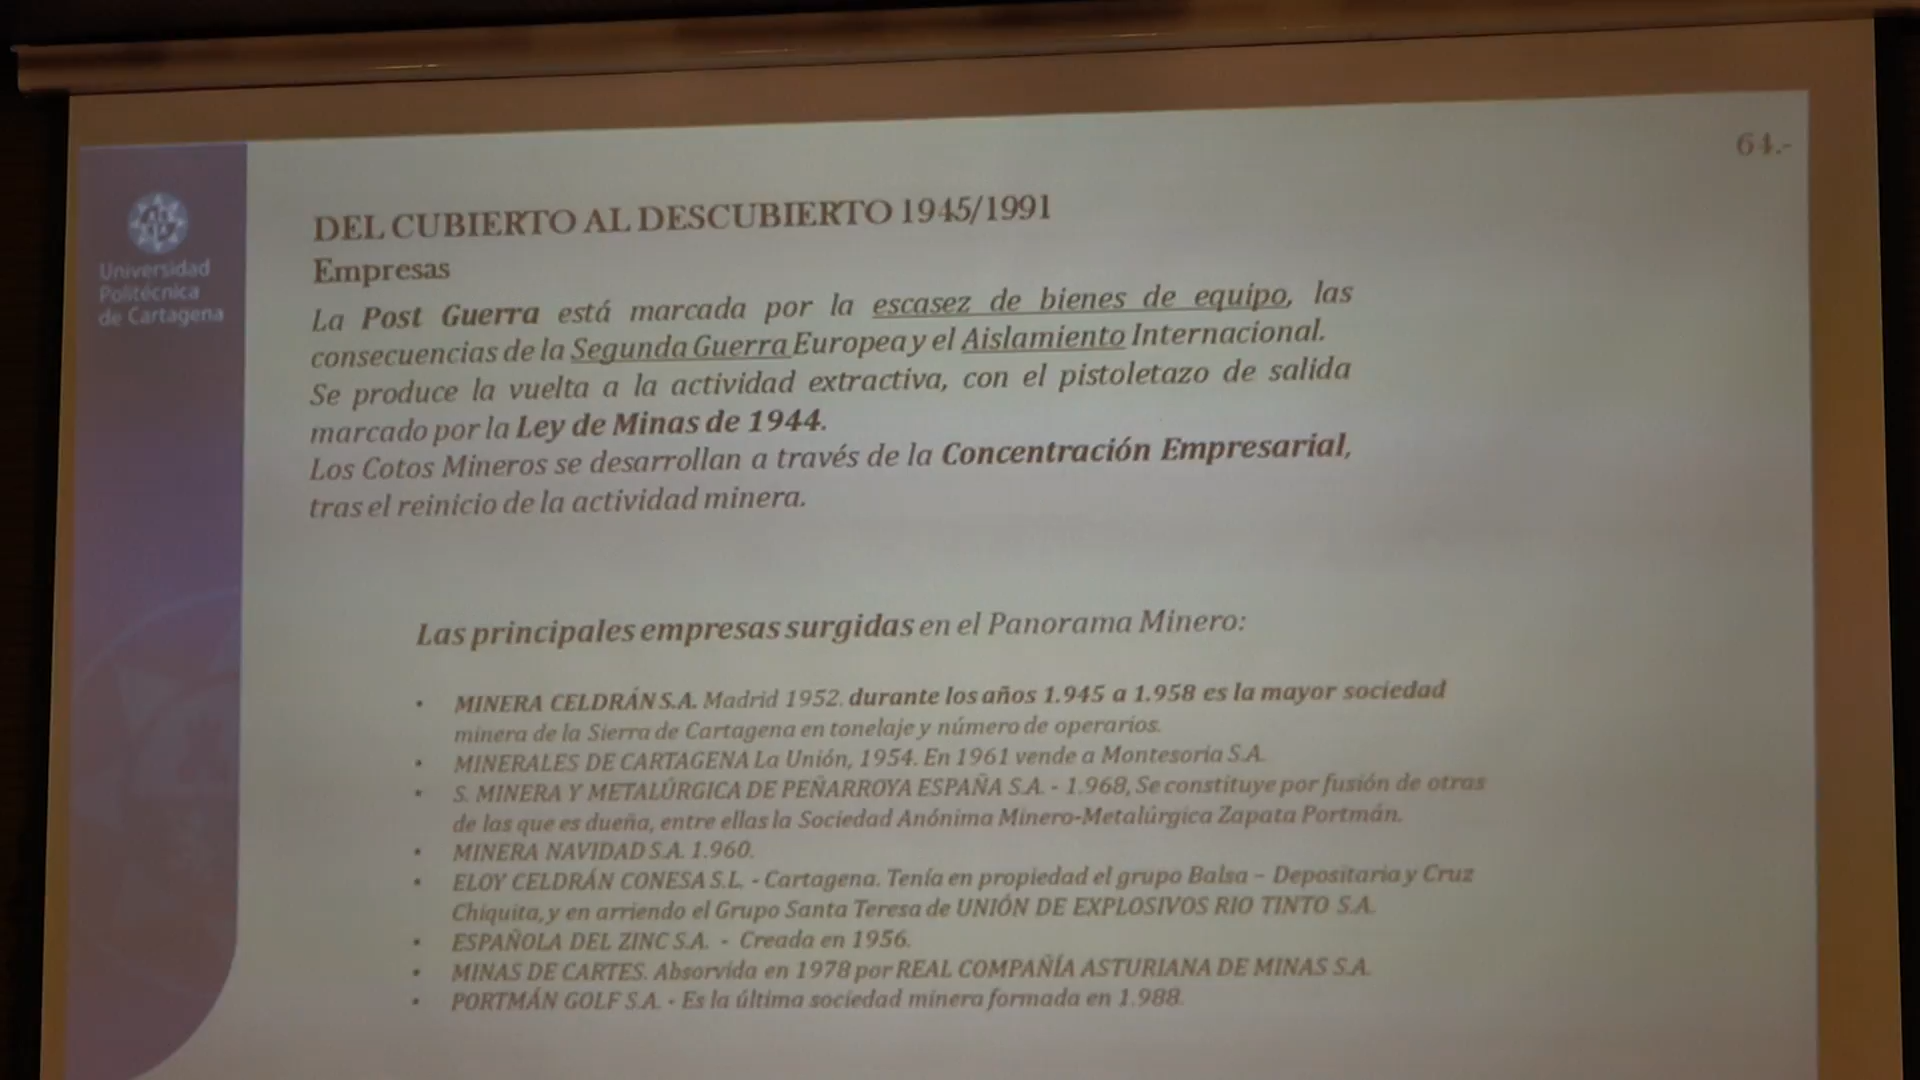 64.-
Universidad
Politécnica
de Cartagena
DEL CUBIERTO AL DESCUBIERTO 1945/1991
Empresas
La Post Guerra está marcada por la escasez de bienes de equipo, las
consecuencias de la Segunda Guerra Europea y el Aislamiento Internacional.
Se produce la vuelta a la actividad extractiva, con el pistoletazo de salida
marcado por la Ley de Minas de 1944.
Los Cotos Mineros se desarrollan a través de la Concentración Empresarial,
tras el reinicio de la actividad minera.
Las principales empresas surgidas en el Panorama Minero:
• MINERA CELDRÁN S.A. Madrid 1952. durante los años 1.945 a 1.958 es la mayor sociedad
minera de la Sierra de Cartagena en tonelaje y número de operarios.
• MINERALES DE CARTAGENA La Unión, 1954. En 1961 vende a Montesoria S.A.
• S. MINERA Y METALÚRGICA DE PEÑARROYA ESPAÑA S.A. - 1.968, Se constituye por fusión de otras
de las que es dueña, entre ellas la Sociedad Anónima Minero-Metalúrgica Zapata Portmán.
• MINERA NAVIDAD S.A. 1.960.
• ELOY CELDRÁN CONESA S.L. - Cartagena. Tenía en propiedad el grupo Balsa – Depositaria y Cruz
Chiquita, y en arriendo el Grupo Santa Teresa de UNIÓN DE EXPLOSIVOS RIO TINTO S.A.
• ESPAÑOLA DEL ZINC S.A. - Creada en 1956.
• MINAS DE CARTES. Absorvida en 1978 por REAL COMPAÑÍA ASTURIANA DE MINAS S.A.
• PORTMÁN GOLF S.A. - Es la última sociedad minera formada en 1.988.